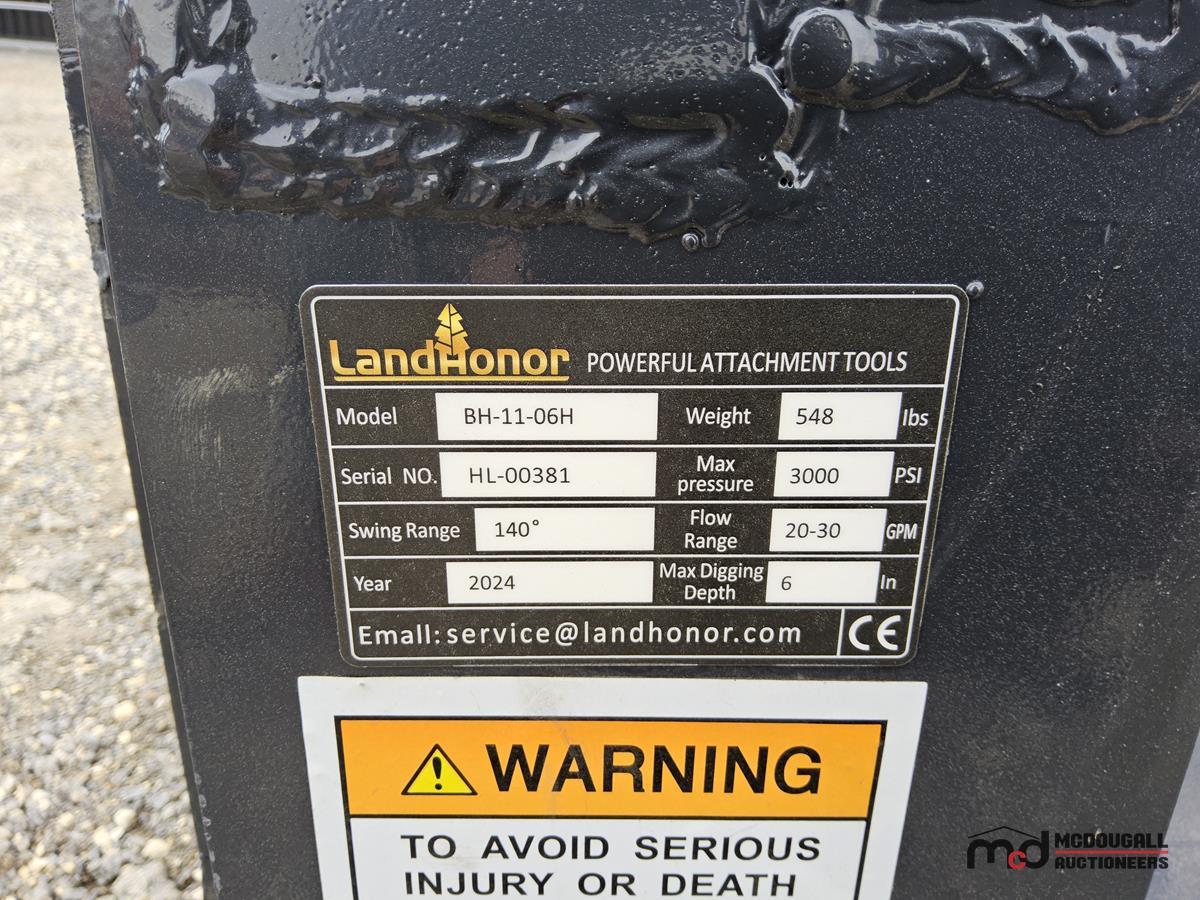 LandHonor POWERFUL ATTACHMENT TOOLS
Model BH-11-06H Weight 548 lbs
Serial NO. HL-00381 Max pressure 3000 PSI
Swing Range 140° Flow Range 20-30 GPM
Year 2024 Max Digging Depth 6 In
Emall: service@landhonor.com CE
WARNING
TO AVOID SERIOUS
INJURY OR DEATH
mcd MCDOUGALL
AUCTIONEERS